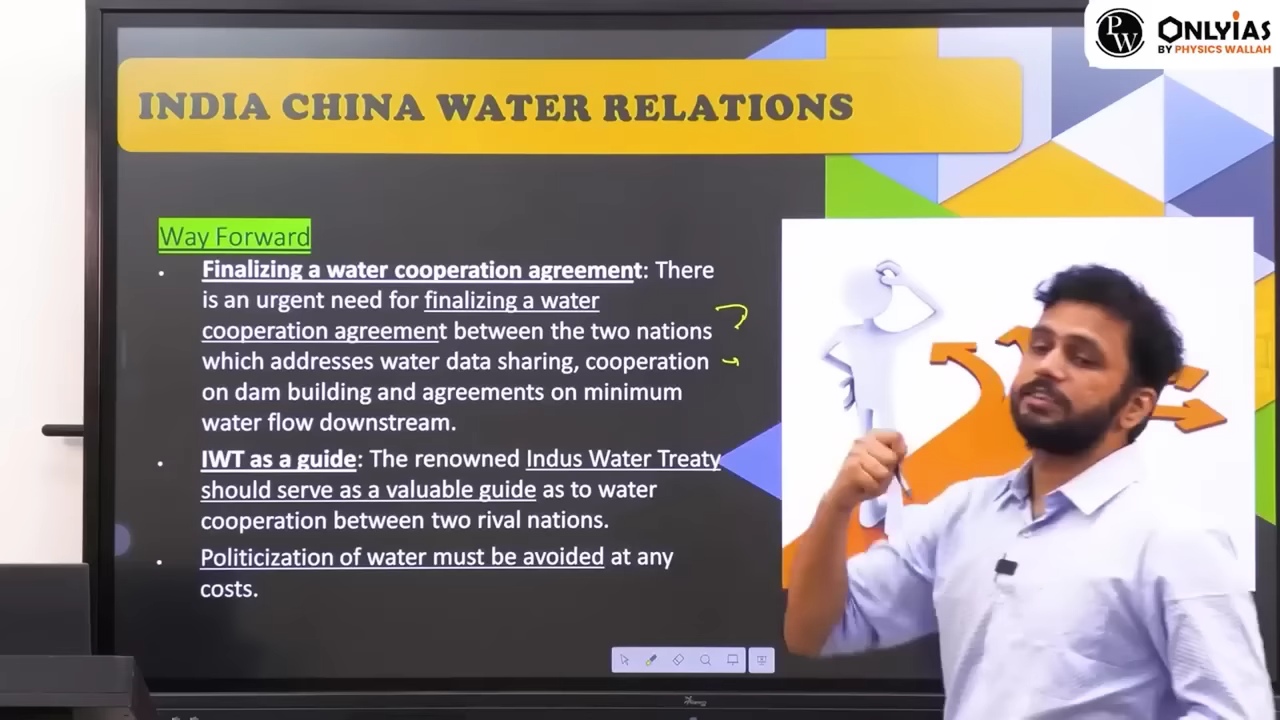 PW
ONLYIAS
BY PHYSICS WALLAH
INDIA CHINA WATER RELATIONS
Way Forward
Finalizing a water cooperation agreement: There
is an urgent need for finalizing a water
cooperation agreement between the two nations
which addresses water data sharing, cooperation
on dam building and agreements on minimum
water flow downstream.
IWT as a guide: The renowned Indus Water Treaty
should serve as a valuable guide as to water
cooperation between two rival nations.
Politicization of water must be avoided at any
costs.